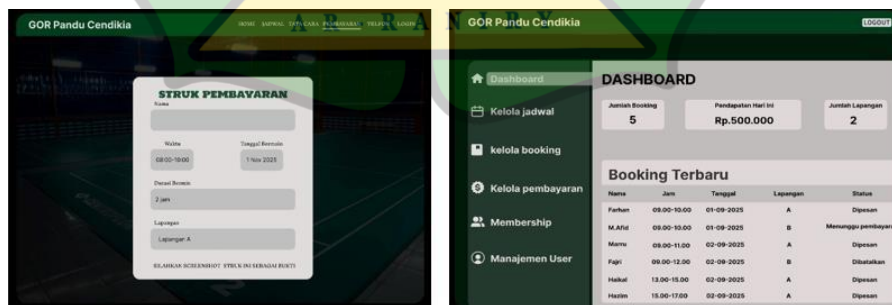 AR-RANIRY
GOR Pandu Cendikia
HOME JADWAL TATA CARA PEMBAYARAN TELFON LOGIN
STRUK PEMBAYARAN
Nama
Waktu Tanggal Bermain
08:00-10:00 1 Nov 2025
Durasi Bermain
2 jam
Lapangan
Lapangan A
SILAHKAN SCREENSHOT STRUK INI SEBAGAI BUKTI
GOR Pandu Cendikia
LOGOUT
Dashboard
Kelola jadwal
kelola booking
Kelola pembayaran
Membership
Manajemen User
DASHBOARD
Jumlah Booking Pendapatan Hari Ini Jumlah Lapangan
5 Rp.500.000 2
Booking Terbaru
Nama Jam Tanggal Lapangan Status
Farhan 09.00-10.00 01-09-2025 A Dipesan
M.Afid 09.00-10.00 01-09-2025 B Menunggu pembayar
09.00-11.00 02-09-2025 A Dipesan
Fajri 09.00-12.00 02-09-2025 B Dibatalkan
Haikal 13.00-15.00 02-09-2025 A Dipesan
Hazim 15.00-17.00 02-09-2025 A Dipesan